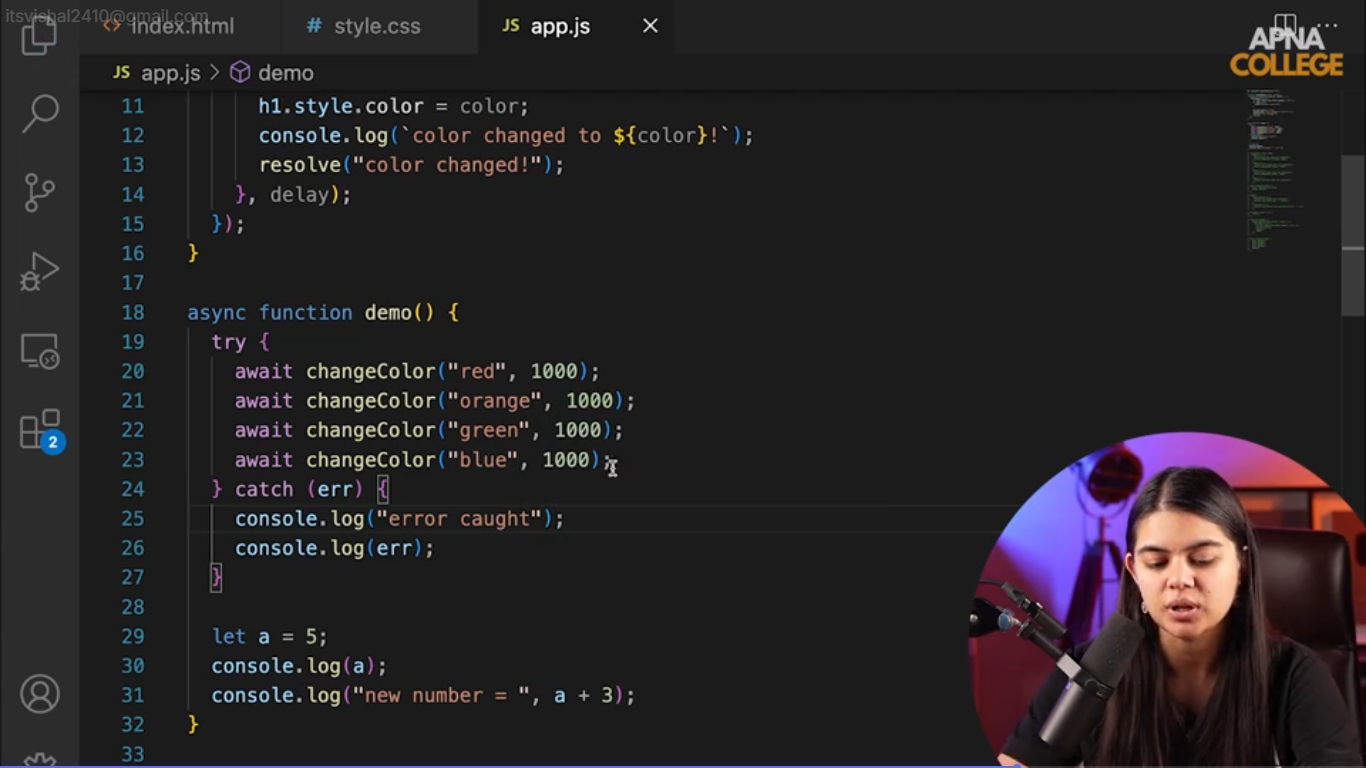 itsvishal2410@gmail.com
<> index.html
# style.css
JS app.js ×
APNA
COLLEGE
JS app.js > demo
11 h1.style.color = color;
12 console.log(`color changed to ${color}!`);
13 resolve("color changed!");
14 }, delay);
15 });
16 }
17
18 async function demo() {
19 try {
20 await changeColor("red", 1000);
21 await changeColor("orange", 1000);
22 await changeColor("green", 1000);
23 await changeColor("blue", 1000);
24 } catch (err) {
25 console.log("error caught");
26 console.log(err);
27 }
28
29 let a = 5;
30 console.log(a);
31 console.log("new number = ", a + 3);
32 }
33
2